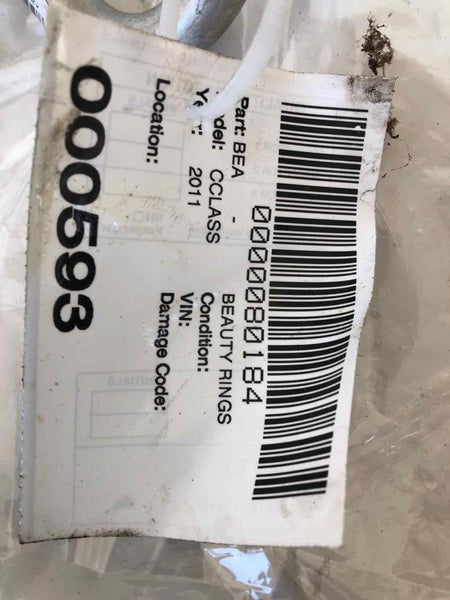 0000080184
Part: BEA - BEAUTY RINGS
Model: CCLASS Condition:
Year: 2011 VIN:
Location: Damage Code:
000593